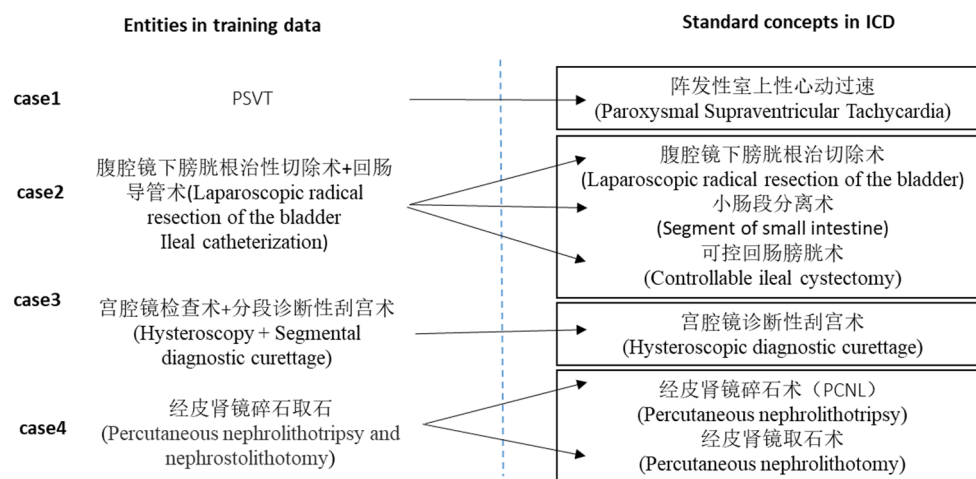 Entities in training data
Standard concepts in ICD
case1
PSVT
阵发性室上性心动过速
(Paroxysmal Supraventricular Tachycardia)
case2
腹腔镜下膀胱根治性切除术+回肠
导管术(Laparoscopic radical
resection of the bladder
Ileal catheterization)
腹腔镜下膀胱根治切除术
(Laparoscopic radical resection of the bladder)
小肠段分离术
(Segment of small intestine)
可控回肠膀胱术
(Controllable ileal cystectomy)
case3
宫腔镜检查术+分段诊断性刮宫术
(Hysteroscopy + Segmental
diagnostic curettage)
宫腔镜诊断性刮宫术
(Hysteroscopic diagnostic curettage)
case4
经皮肾镜碎石取石
(Percutaneous nephrolithotripsy and
nephrostolithotomy)
经皮肾镜碎石术（PCNL)
(Percutaneous nephrolithotripsy)
经皮肾镜取石术
(Percutaneous nephrolithotomy)